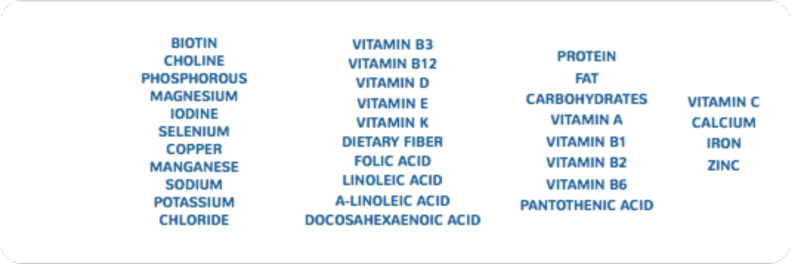 BIOTIN
CHOLINE
PHOSPHOROUS
MAGNESIUM
IODINE
SELENIUM
COPPER
MANGANESE
SODIUM
POTASSIUM
CHLORIDE
VITAMIN B3
VITAMIN B12
VITAMIN D
VITAMIN E
VITAMIN K
DIETARY FIBER
FOLIC ACID
LINOLEIC ACID
A-LINOLEIC ACID
DOCOSAHEXAENOIC ACID
PROTEIN
FAT
CARBOHYDRATES
VITAMIN A
VITAMIN B1
VITAMIN B2
VITAMIN B6
PANTOTHENIC ACID
VITAMIN C
CALCIUM
IRON
ZINC